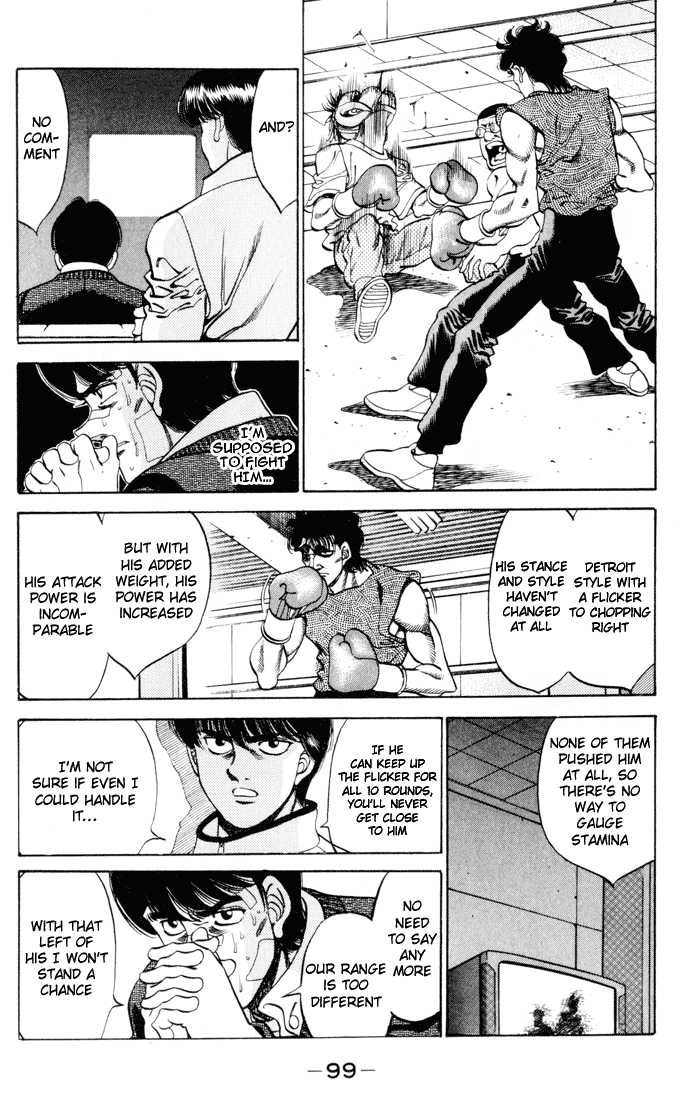 AND?
NO
COM-
MENT
I'M
SUPPOSED
TO FIGHT
HIM...
DETROIT
STYLE WITH
A FLICKER
TO CHOPPING
RIGHT
HIS STANCE
AND STYLE
HAVEN'T
CHANGED
AT ALL
BUT WITH
HIS ADDED
WEIGHT, HIS
POWER HAS
INCREASED
HIS ATTACK
POWER IS
INCOM-
PARABLE
NONE OF THEM
PUSHED HIM
AT ALL, SO
THERE'S NO
WAY TO
GAUGE
STAMINA
IF HE
CAN KEEP UP
THE FLICKER FOR
ALL 10 ROUNDS,
YOU'LL NEVER
GET CLOSE
TO HIM
I'M NOT
SURE IF EVEN I
COULD HANDLE
IT...
NO
NEED TO
SAY ANY
MORE
OUR RANGE
IS TOO
DIFFERENT
WITH THAT
LEFT OF
HIS I WON'T
STAND A
CHANCE
-99-